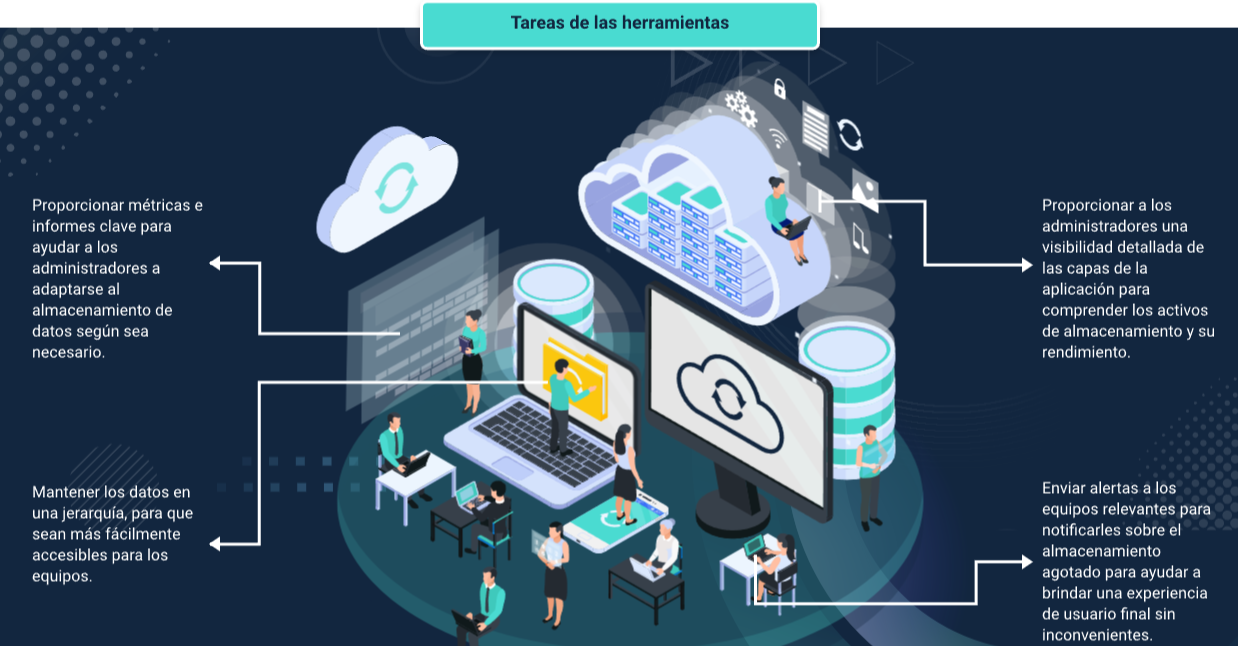 Tareas de las herramientas
Proporcionar métricas e
informes clave para
ayudar a los
administradores a
adaptarse al
almacenamiento de
datos según sea
necesario.
Mantener los datos en
una jerarquía, para que
sean más fácilmente
accesibles para los
equipos.
Proporcionar a los
administradores una
visibilidad detallada de
las capas de la
aplicación para
comprender los activos
de almacenamiento y su
rendimiento.
Enviar alertas a los
equipos relevantes para
notificarles sobre el
almacenamiento
agotado para ayudar a
brindar una experiencia
de usuario final sin
inconvenientes.